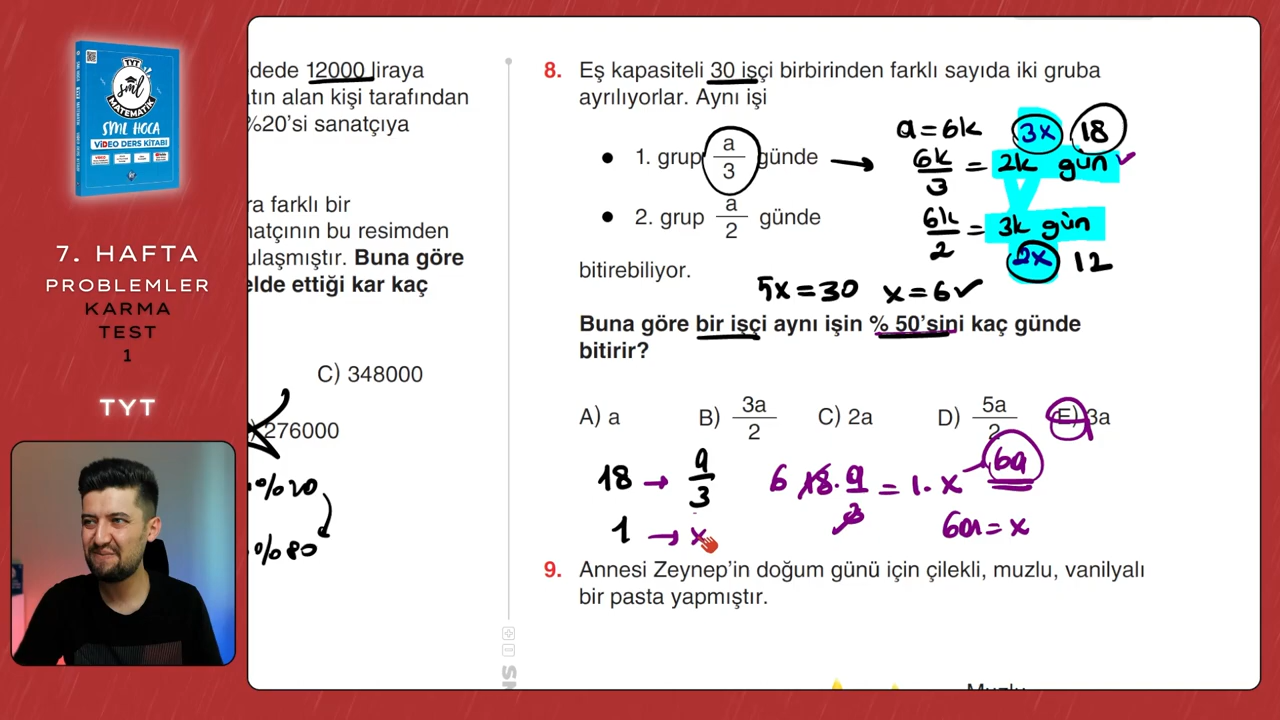 TYT
sml
MATEMATİK
SML HOCA
VİDEO DERS KİTABI
7. HAFTA
PROBLEMLER
KARMA
TEST
1
TYT
dede 12000 liraya
atın alan kişi tarafından
%20'si sanatçıya
ra farklı bir
natçının bu resimden
ulaşmıştır. Buna göre
elde ettiği kar kaç
C) 348000
276000
%20
%80
8. Eş kapasiteli 30 işçi birbirinden farklı sayıda iki gruba
ayrılıyorlar. Aynı işi
• 1. grup a/3 günde →
• 2. grup a/2 günde
bitirebiliyor.
a = 6k 3x 18
6k/3 = 2k gün ✓
6k/2 = 3k gün
2x 12
5x = 30 x = 6 ✓
Buna göre bir işçi aynı işin % 50'sini kaç günde
bitirir?
A) a B) 3a/2 C) 2a D) 5a/2 E) 3a
18 → a/3
1 → x
6 18. a/3 = 1. x 6a
6a = x
9. Annesi Zeynep'in doğum günü için çilekli, muzlu, vanilyalı
bir pasta yapmıştır.